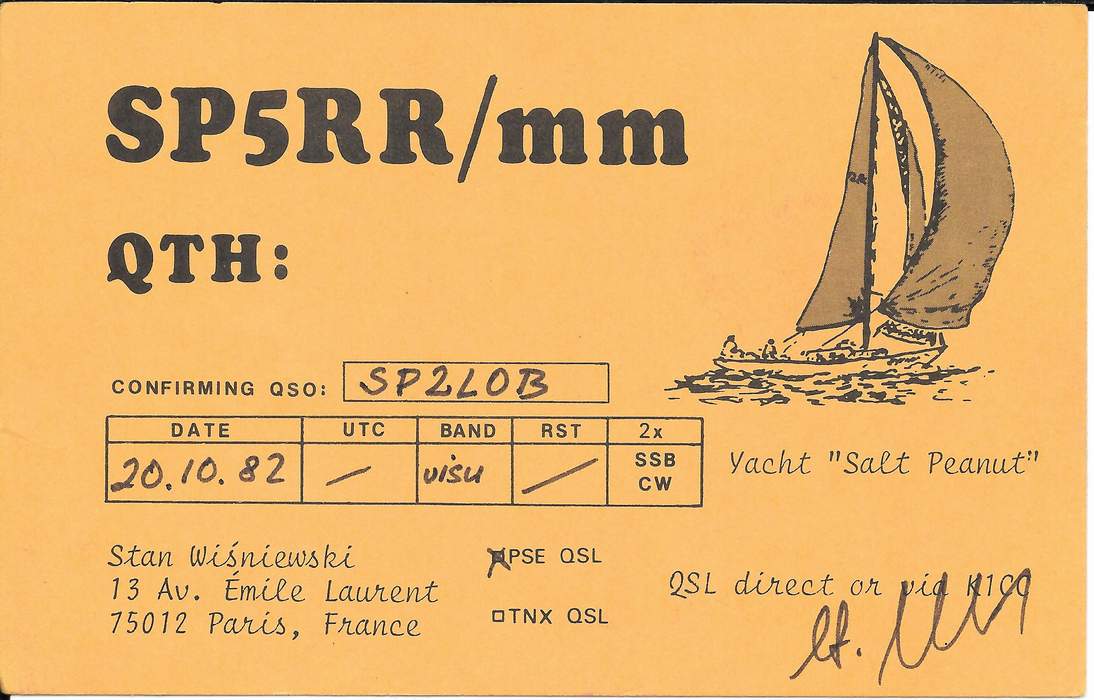 SP5RR/mm
QTH:
CONFIRMING QSO: SP2LOB
DATE UTC BAND RST 2x
20.10.82 — visu — SSB
CW
Yacht "Salt Peanut"
Stan Wiśniewski
13 Av. Émile Laurent
75012 Paris, France
PSE QSL
TNX QSL
QSL direct or via K1CC